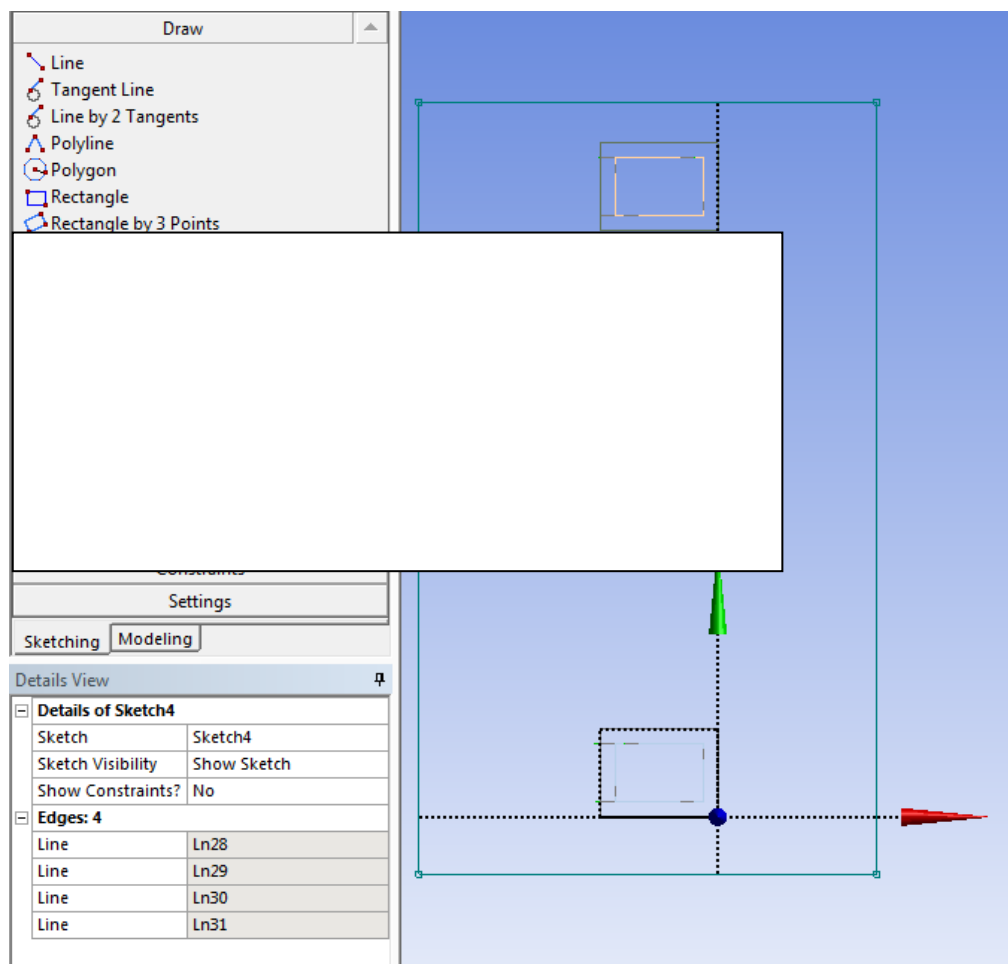 Draw
Line
Tangent Line
Line by 2 Tangents
Polyline
Polygon
Rectangle
Rectangle by 3 Points
Settings
Sketching Modeling
Details View
Details of Sketch4
Sketch Sketch4
Sketch Visibility Show Sketch
Show Constraints? No
Edges: 4
Line Ln28
Line Ln29
Line Ln30
Line Ln31